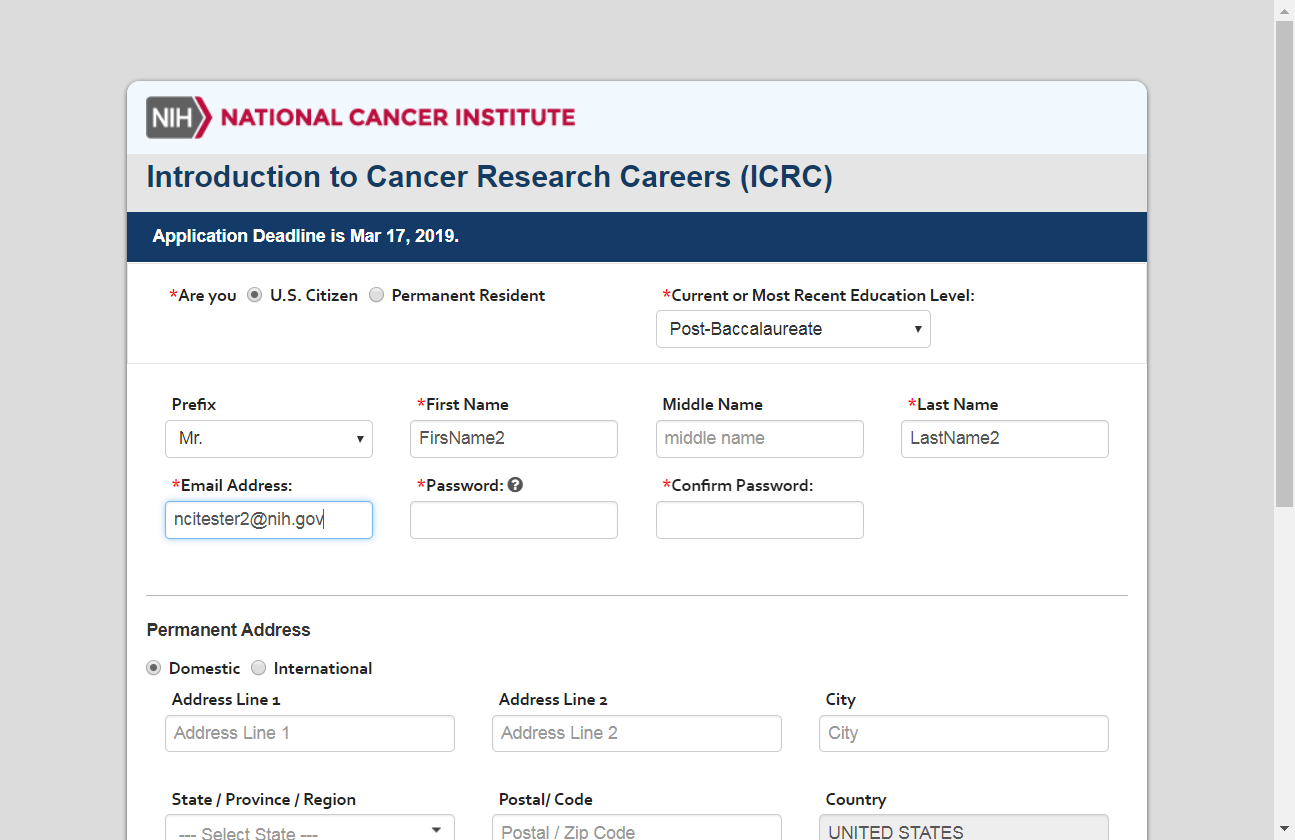 NIH NATIONAL CANCER INSTITUTE
Introduction to Cancer Research Careers (ICRC)
Application Deadline is Mar 17, 2019.
*Are you U.S. Citizen Permanent Resident *Current or Most Recent Education Level:
Post-Baccalaureate
Prefix *First Name Middle Name *Last Name
Mr. FirsName2 middle name LastName2
*Email Address: *Password: ? *Confirm Password:
ncitester2@nih.gov
Permanent Address
Domestic International
Address Line 1 Address Line 2 City
Address Line 1 Address Line 2 City
State / Province / Region Postal/ Code Country
--- Select State --- Postal / Zip Code UNITED STATES